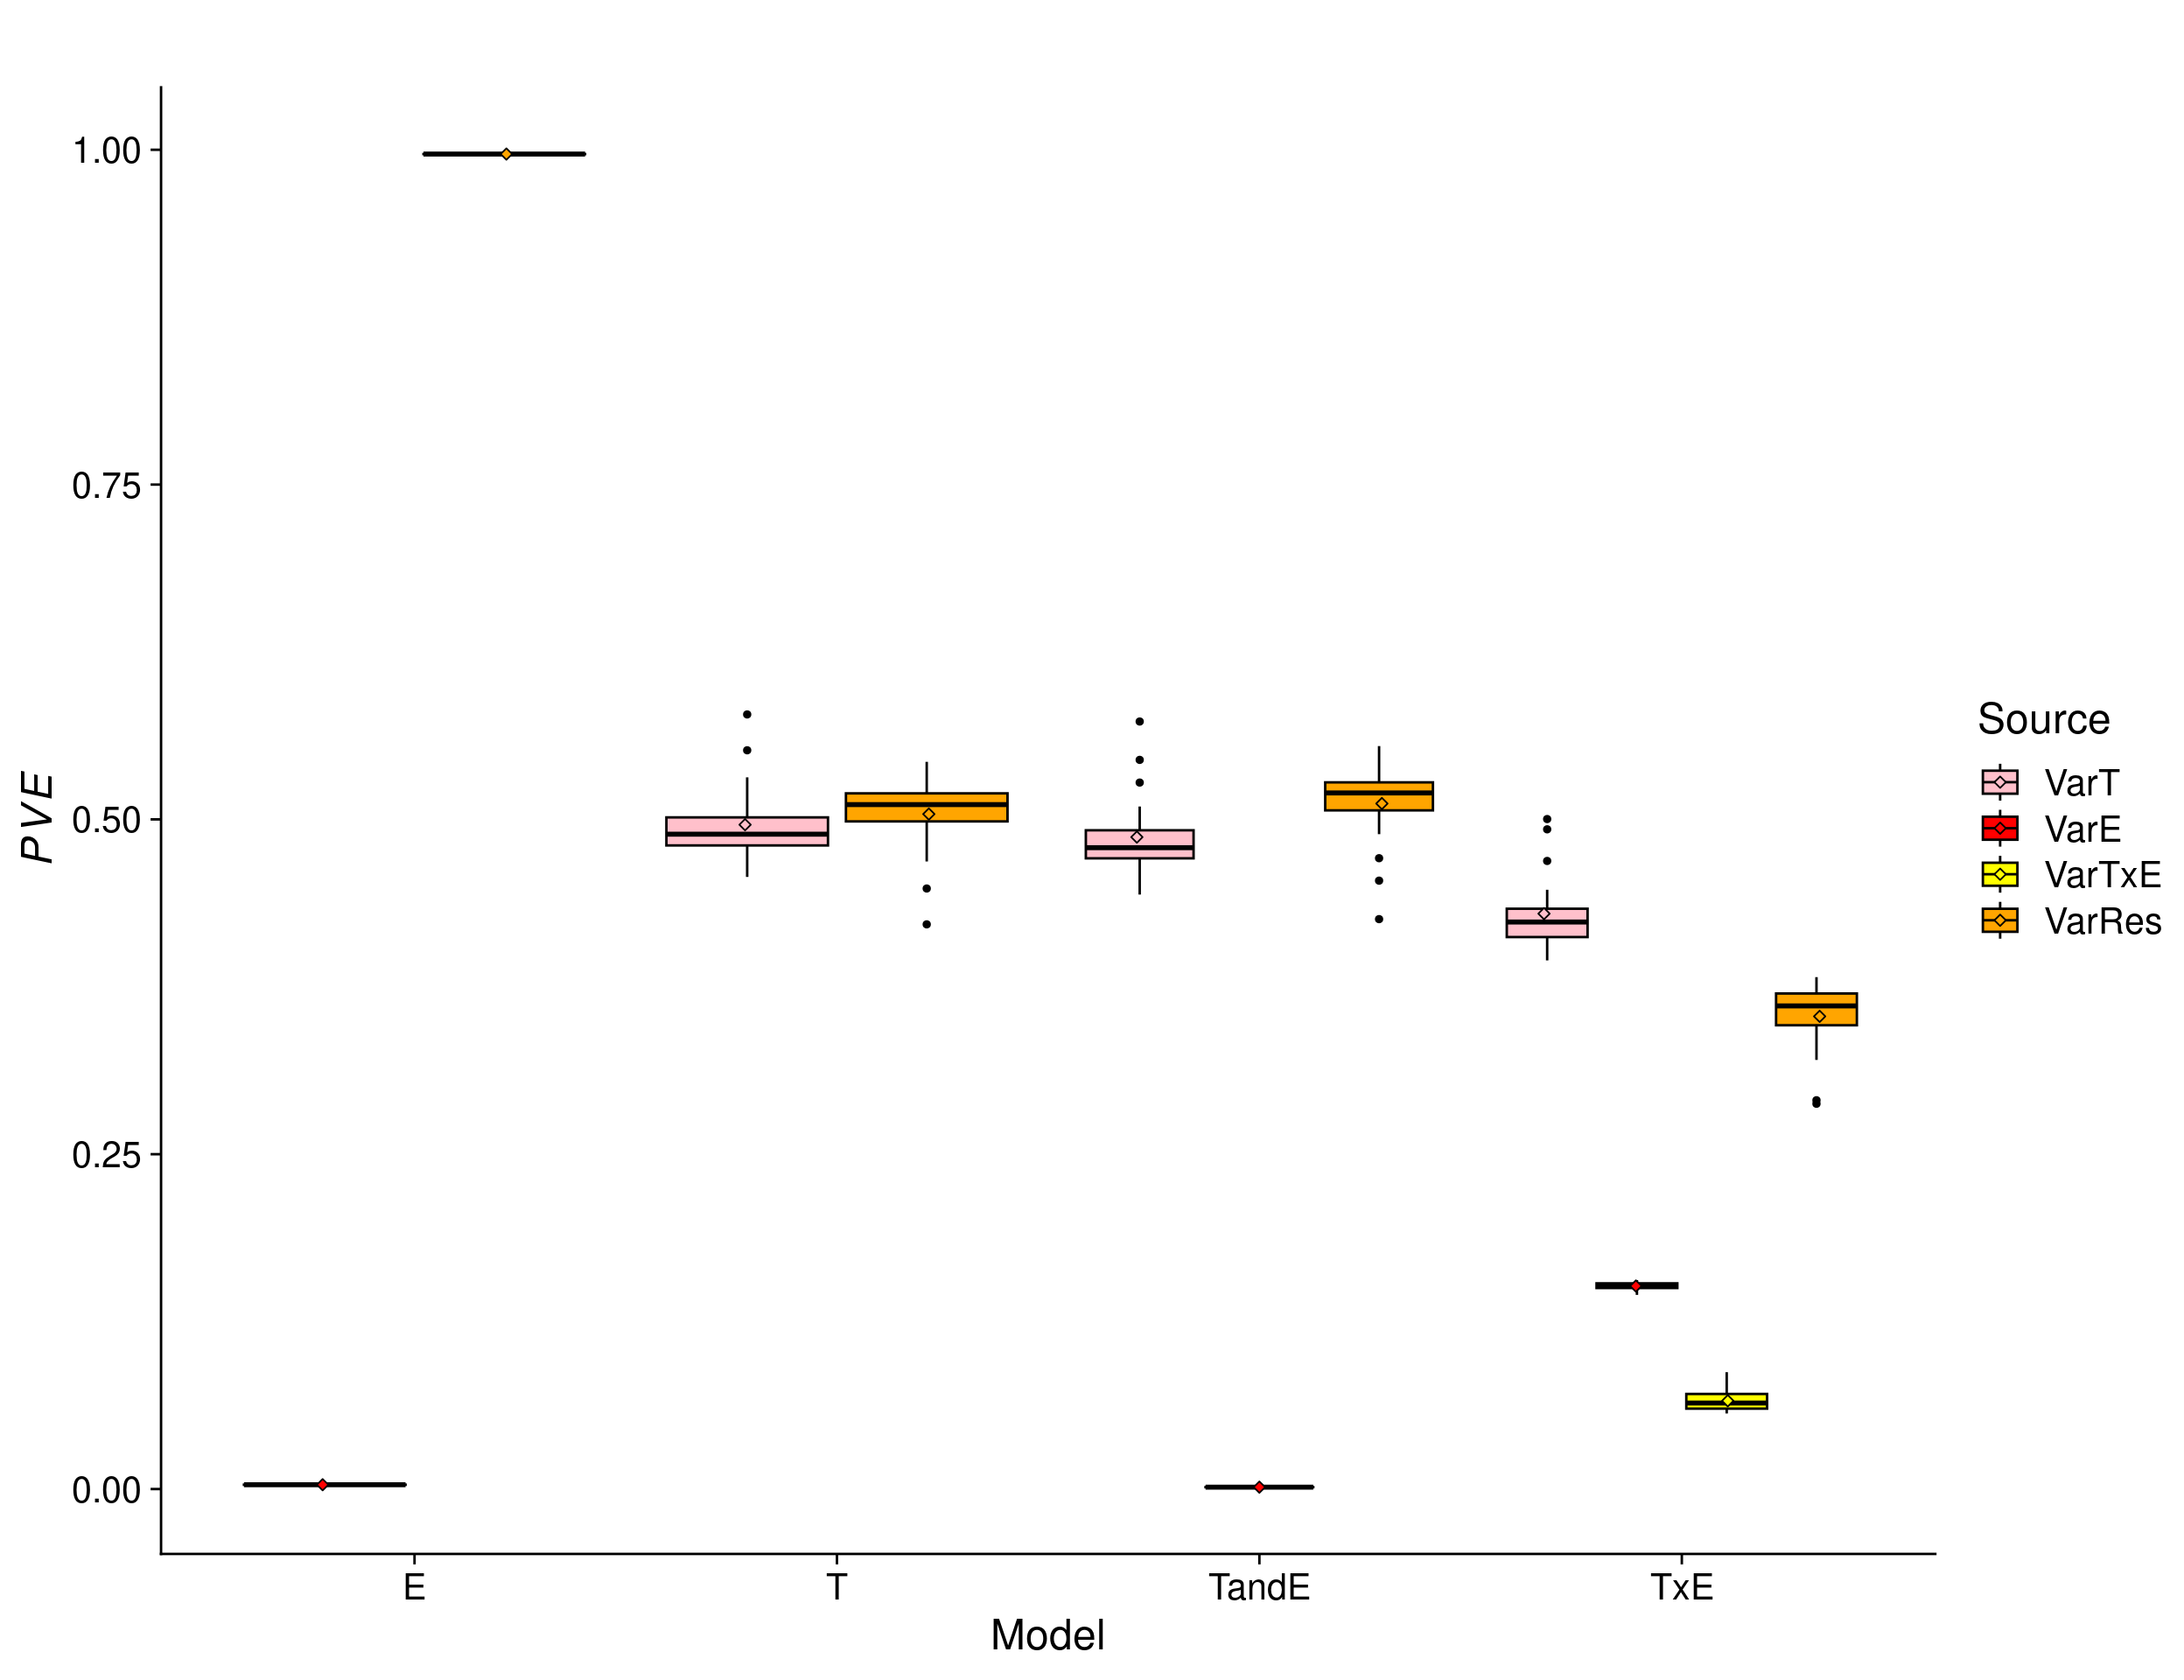 PVE
1.00
0.75
0.50
0.25
0.00
E
T
TandE
TxE
Model
Source
VarT
VarE
VarTxE
VarRes